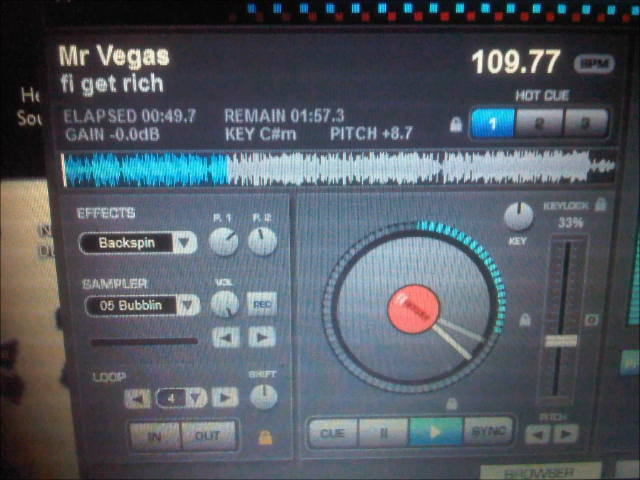 Mr Vegas
109.77 BPM
fi get rich
HOT CUE
ELAPSED 00:49.7 REMAIN 01:57.3
1 2 3
GAIN -0.0dB KEY C#m PITCH +8.7
EFFECTS P. 1 P. 2 KEYLOCK
33%
Backspin KEY
SAMPLER VOL
05 Bubblin REC
LOOP SHIFT
4
IN OUT CUE II SYNC PITCH
BROWSER